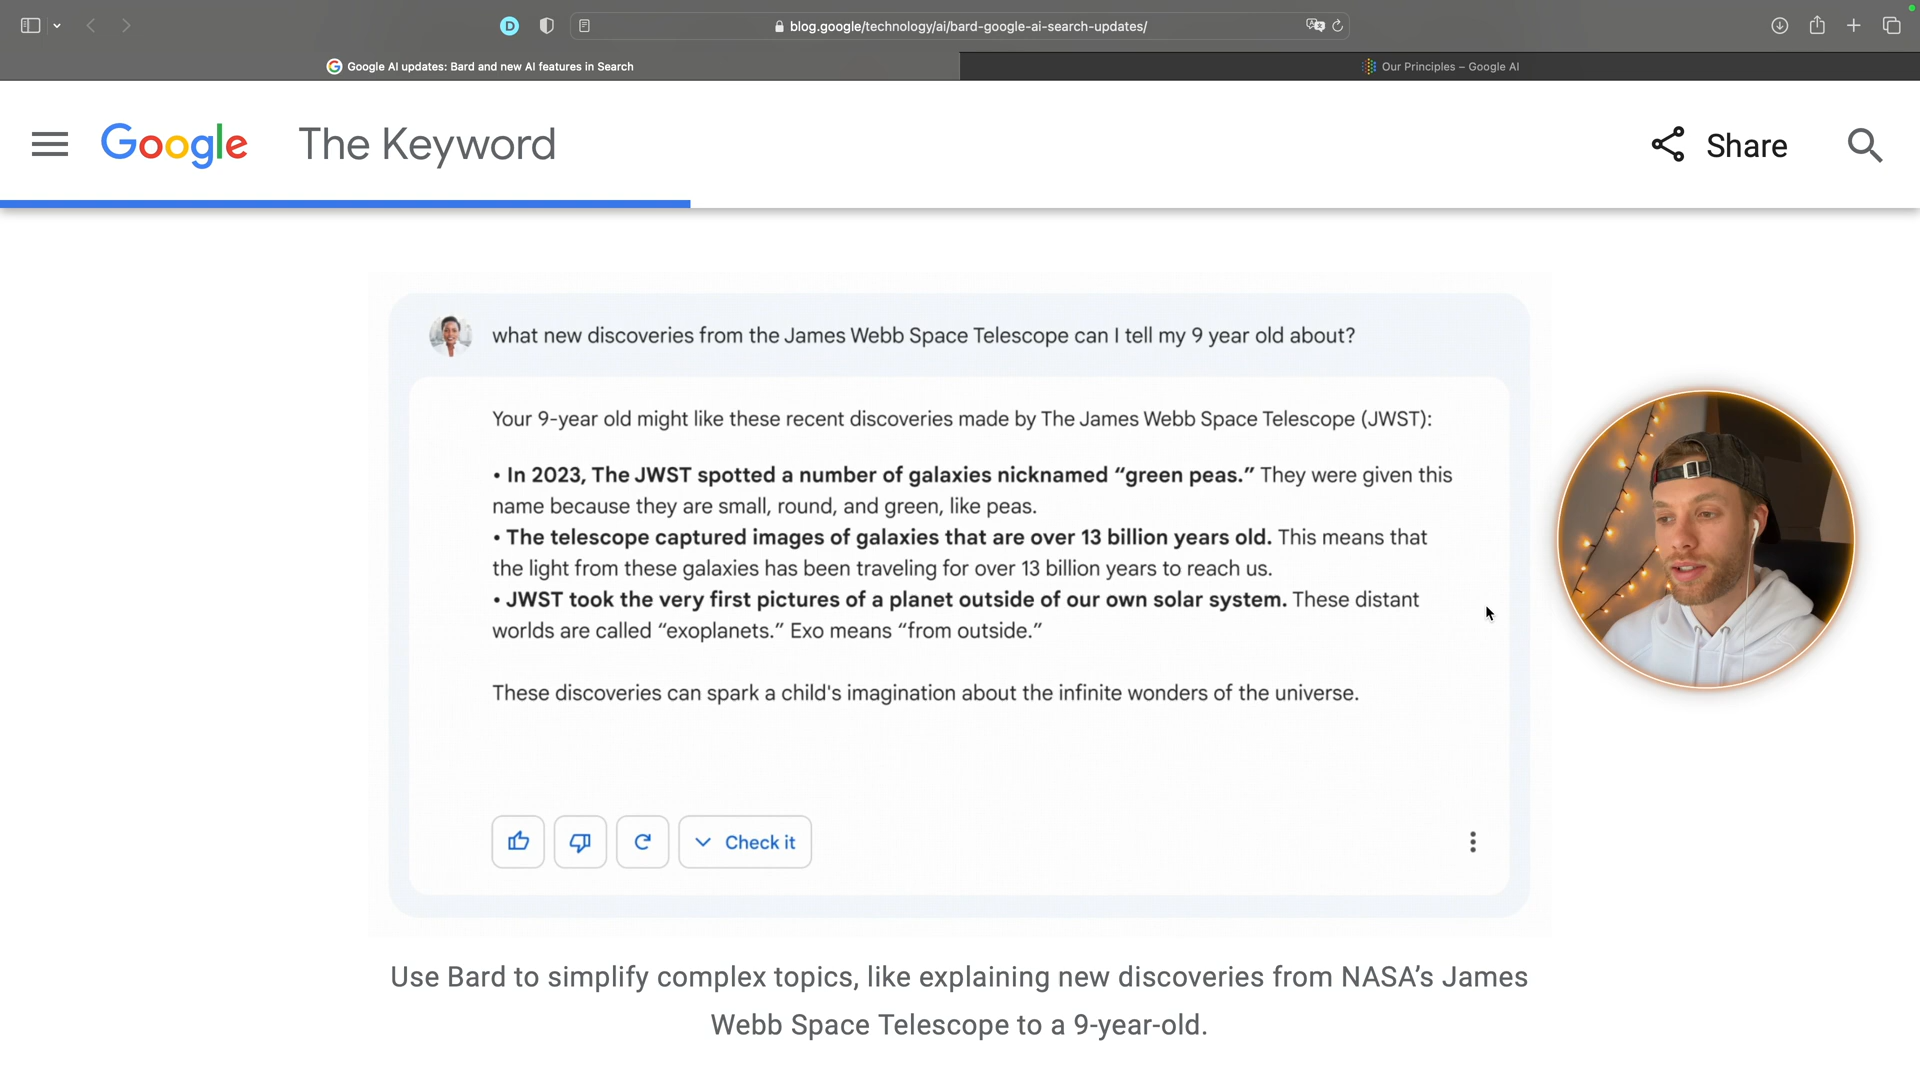 D
blog.google/technology/ai/bard-google-ai-search-updates/
Google AI updates: Bard and new AI features in Search
Our Principles – Google AI
Google The Keyword
Share
what new discoveries from the James Webb Space Telescope can I tell my 9 year old about?
Your 9-year old might like these recent discoveries made by The James Webb Space Telescope (JWST):
• In 2023, The JWST spotted a number of galaxies nicknamed “green peas.” They were given this
name because they are small, round, and green, like peas.
• The telescope captured images of galaxies that are over 13 billion years old. This means that
the light from these galaxies has been traveling for over 13 billion years to reach us.
• JWST took the very first pictures of a planet outside of our own solar system. These distant
worlds are called “exoplanets.” Exo means “from outside.”
These discoveries can spark a child's imagination about the infinite wonders of the universe.
Check it
Use Bard to simplify complex topics, like explaining new discoveries from NASA’s James
Webb Space Telescope to a 9-year-old.